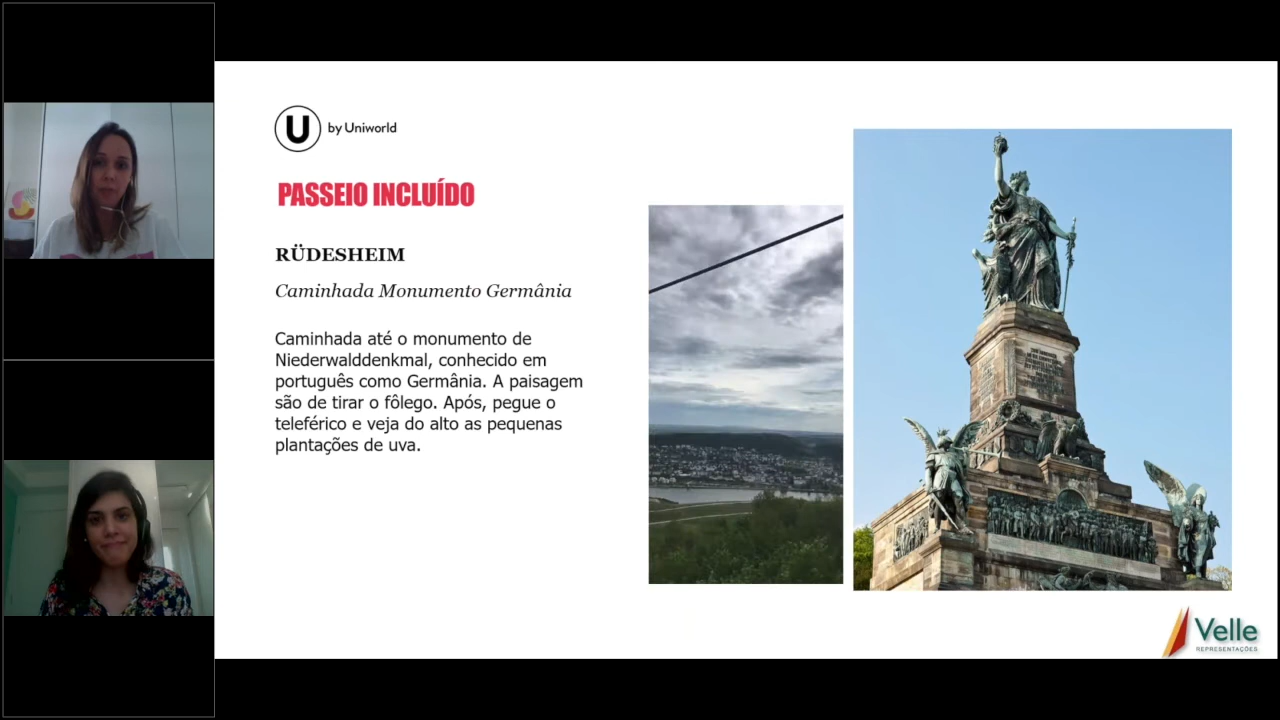 U by Uniworld
PASSEIO INCLUÍDO
RÜDESHEIM
Caminhada Monumento Germânia
Caminhada até o monumento de
Niederwalddenkmal, conhecido em
português como Germânia. A paisagem
são de tirar o fôlego. Após, pegue o
teleférico e veja do alto as pequenas
plantações de uva.
Velle
REPRESENTAÇÕES